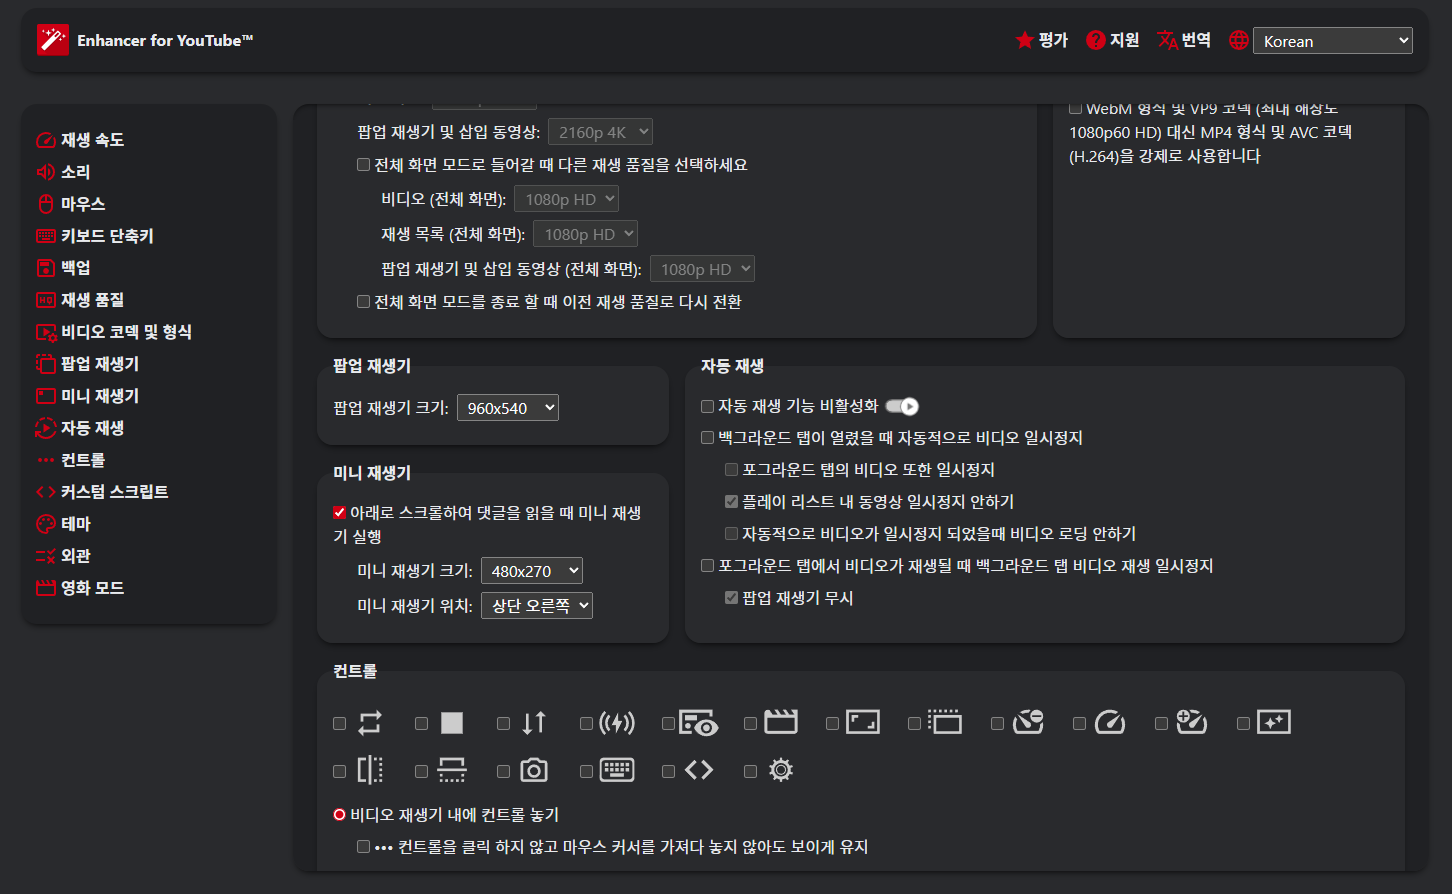 Enhancer for YouTube™
평가
지원
번역
Korean
재생 속도
소리
마우스
키보드 단축키
백업
재생 품질
비디오 코덱 및 형식
팝업 재생기
미니 재생기
자동 재생
컨트롤
커스텀 스크립트
테마
외관
영화 모드
팝업 재생기 및 삽입 동영상: 2160p 4K
전체 화면 모드로 들어갈 때 다른 재생 품질을 선택하세요
비디오 (전체 화면): 1080p HD
재생 목록 (전체 화면): 1080p HD
팝업 재생기 및 삽입 동영상 (전체 화면): 1080p HD
전체 화면 모드를 종료 할 때 이전 재생 품질로 다시 전환
WebM 형식 및 VP9 코덱 (최대 해상도
1080p60 HD) 대신 MP4 형식 및 AVC 코덱
(H.264)을 강제로 사용합니다
팝업 재생기
팝업 재생기 크기: 960x540
미니 재생기
아래로 스크롤하여 댓글을 읽을 때 미니 재생
기 실행
미니 재생기 크기: 480x270
미니 재생기 위치: 상단 오른쪽
자동 재생
자동 재생 기능 비활성화
백그라운드 탭이 열렸을 때 자동적으로 비디오 일시정지
포그라운드 탭의 비디오 또한 일시정지
플레이 리스트 내 동영상 일시정지 안하기
자동적으로 비디오가 일시정지 되었을때 비디오 로딩 안하기
포그라운드 탭에서 비디오가 재생될 때 백그라운드 탭 비디오 재생 일시정지
팝업 재생기 무시
컨트롤
비디오 재생기 내에 컨트롤 놓기
••• 컨트롤을 클릭 하지 않고 마우스 커서를 가져다 놓지 않아도 보이게 유지